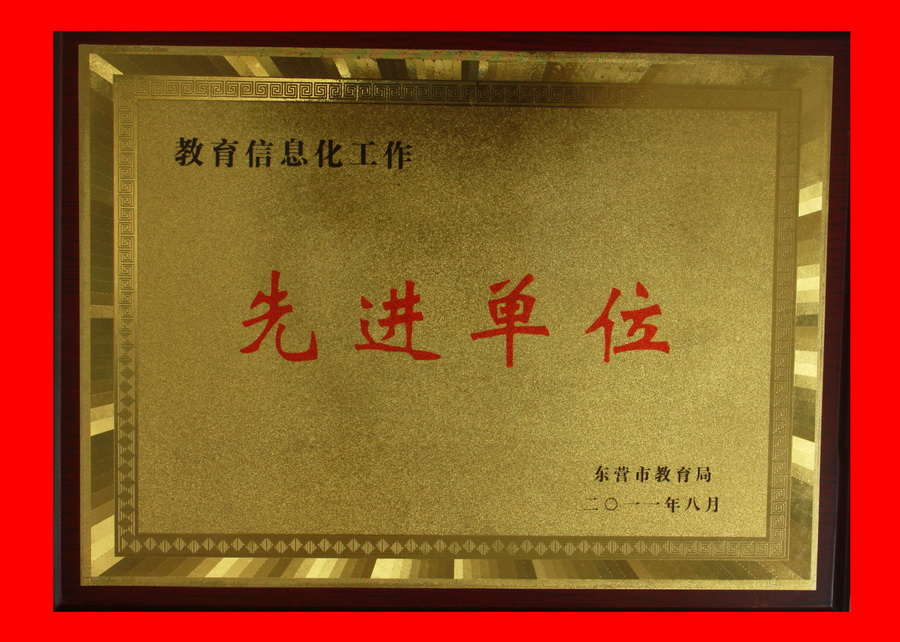 教育信息化工作
先进单位
东营市教育局
二〇一一年八月